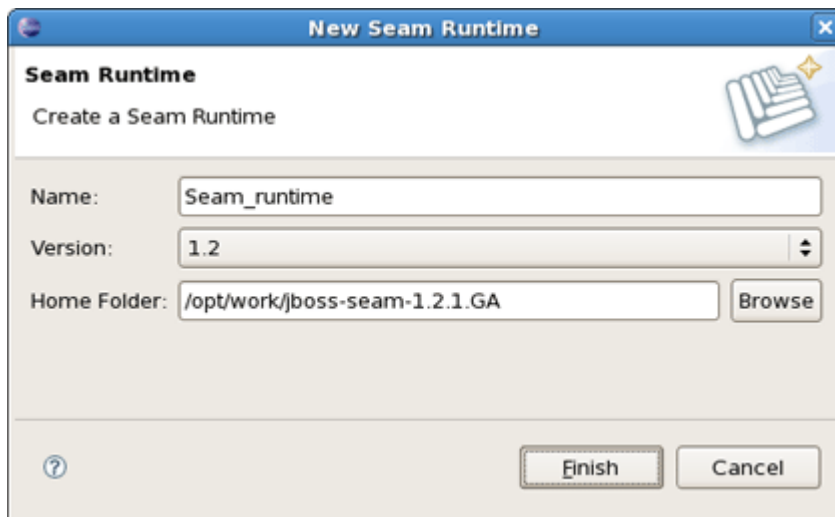 New Seam Runtime
Seam Runtime
Create a Seam Runtime
Name: Seam_runtime
Version: 1.2
Home Folder: /opt/work/jboss-seam-1.2.1.GA Browse
Finish Cancel